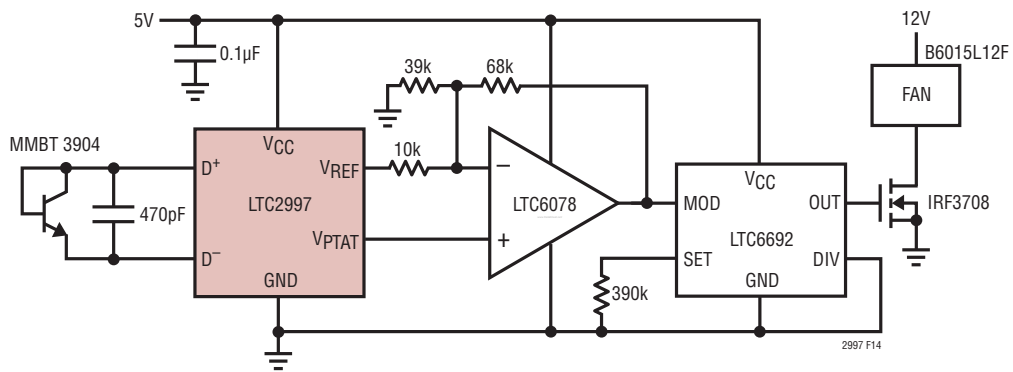 5V
12V
0.1µF
B6015L12F
39k
68k
FAN
MMBT 3904
VCC
D+
VREF
10k
–
LTC2997
LTC6078
470pF
VPTAT
+
D–
GND
VCC
MOD
OUT
IRF3708
LTC6692
SET
DIV
GND
390k
2997 F14